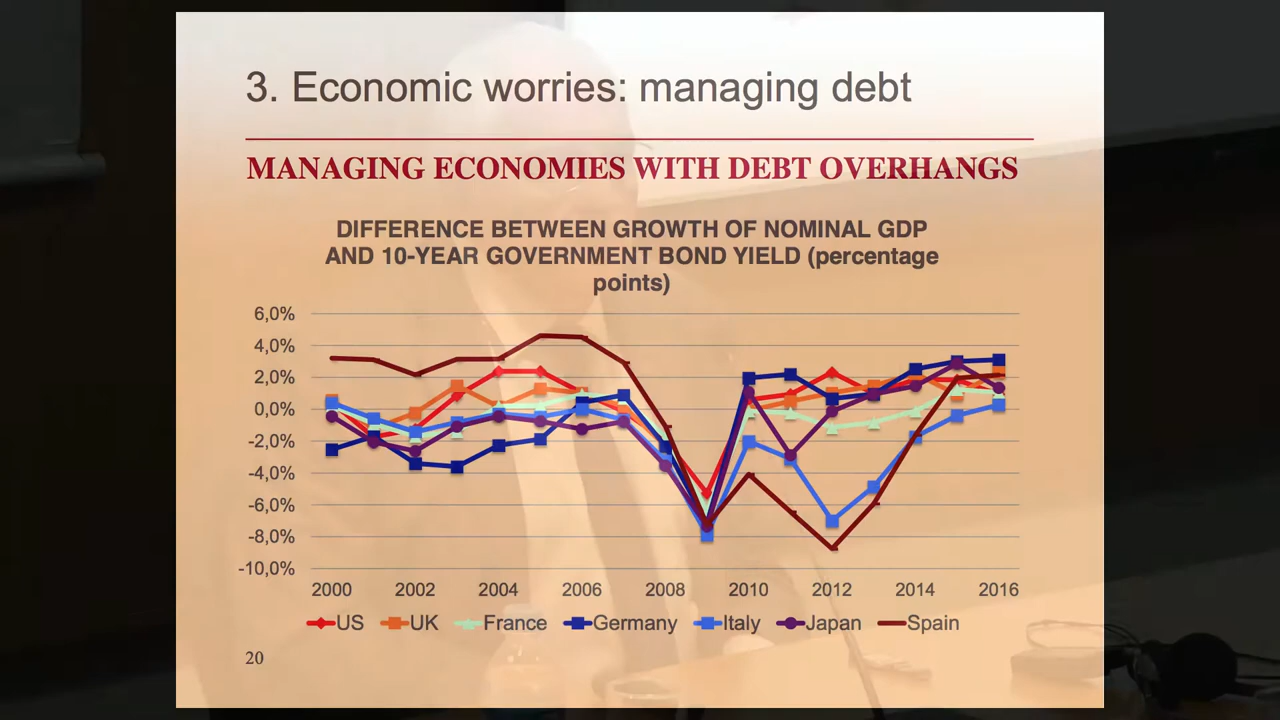 3. Economic worries: managing debt
MANAGING ECONOMIES WITH DEBT OVERHANGS
DIFFERENCE BETWEEN GROWTH OF NOMINAL GDP
AND 10-YEAR GOVERNMENT BOND YIELD (percentage
points)
6,0%
4,0%
2,0%
0,0%
-2,0%
-4,0%
-6,0%
-8,0%
-10,0%
2000 2002 2004 2006 2008 2010 2012 2014 2016
US UK France Germany Italy Japan Spain
20